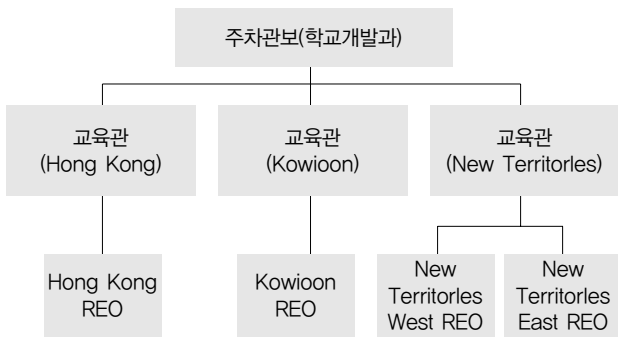 주차관보(학교개발과)
교육관
(Hong Kong)
교육관
(Kowioon)
교육관
(New Territorles)
Hong Kong
REO
Kowioon
REO
New
Territorles
West REO
New
Territorles
East REO